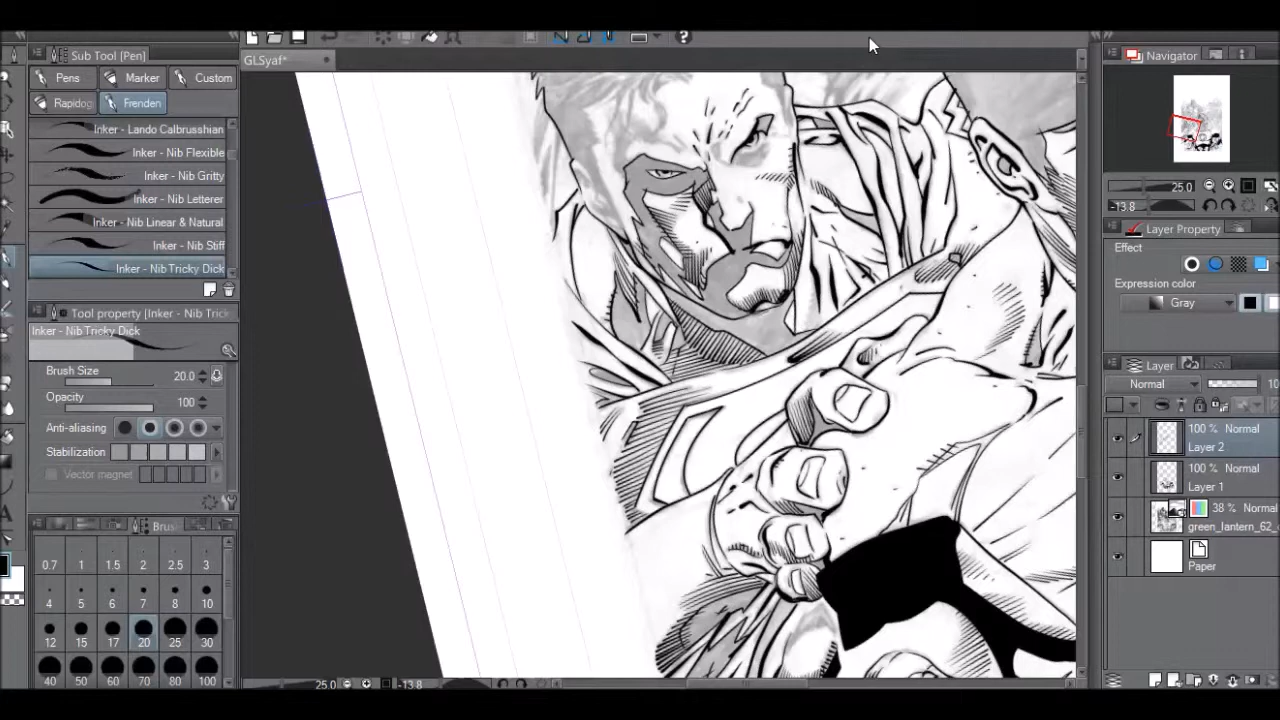 Sub Tool [Pen]
Pens
Marker
Custom
Rapidog
Frenden
Inker - Lando Calbrusshian
Inker - Nib Flexible
Inker - Nib Gritty
Inker - Nib Letterer
Inker - Nib Linear & Natural
Inker - Nib Stiff
Inker - Nib Tricky Dick
Tool property [Inker - Nib Trick
Inker - Nib Tricky Dick
Brush Size
20.0
Opacity
100
Anti-aliasing
Stabilization
Vector magnet
Brus
0.7 1 1.5 2 2.5 3
4 5 6 7 8 10
12 15 17 20 25 30
40 50 60 70 80 100
GLSyaf*
25.0
-13.8
Navigator
25.0
-13.8
Layer Property
Effect
Expression color
Gray
Layer
Normal
10
100 % Normal
Layer 2
100 % Normal
Layer 1
38 % Normal
green_lantern_62_
Paper